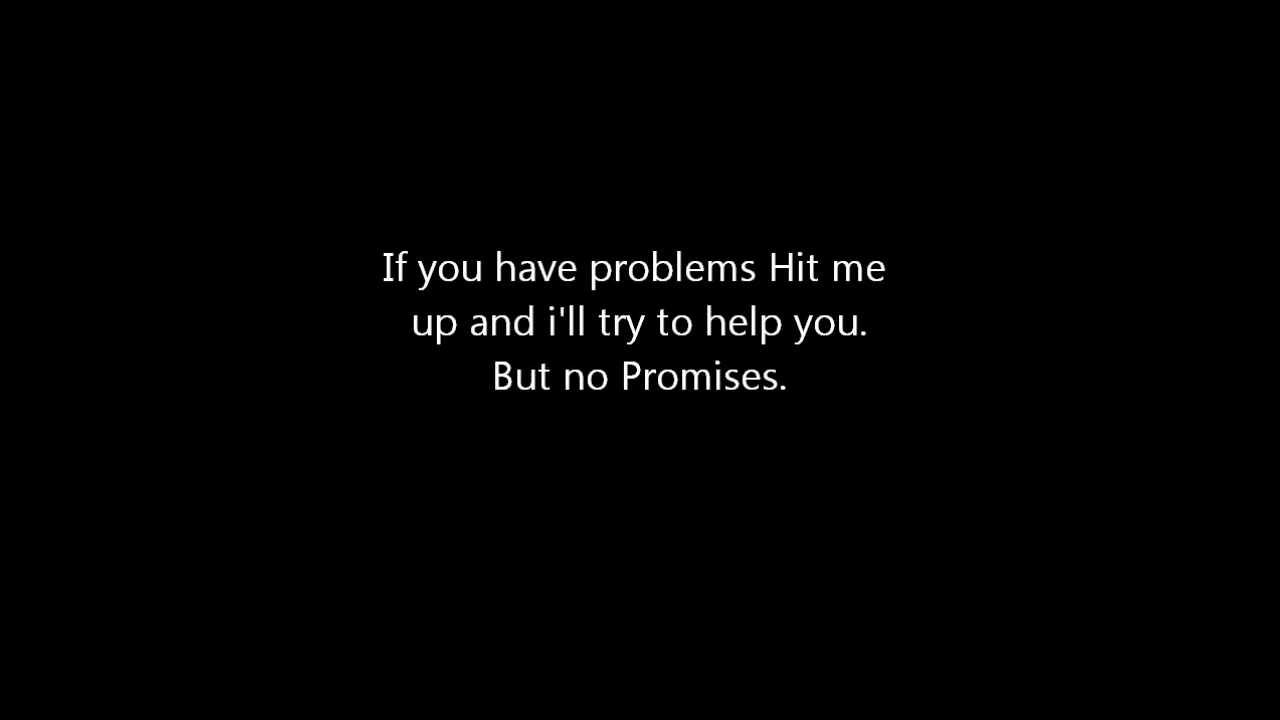 If you have problems Hit me
up and i'll try to help you.
But no Promises.